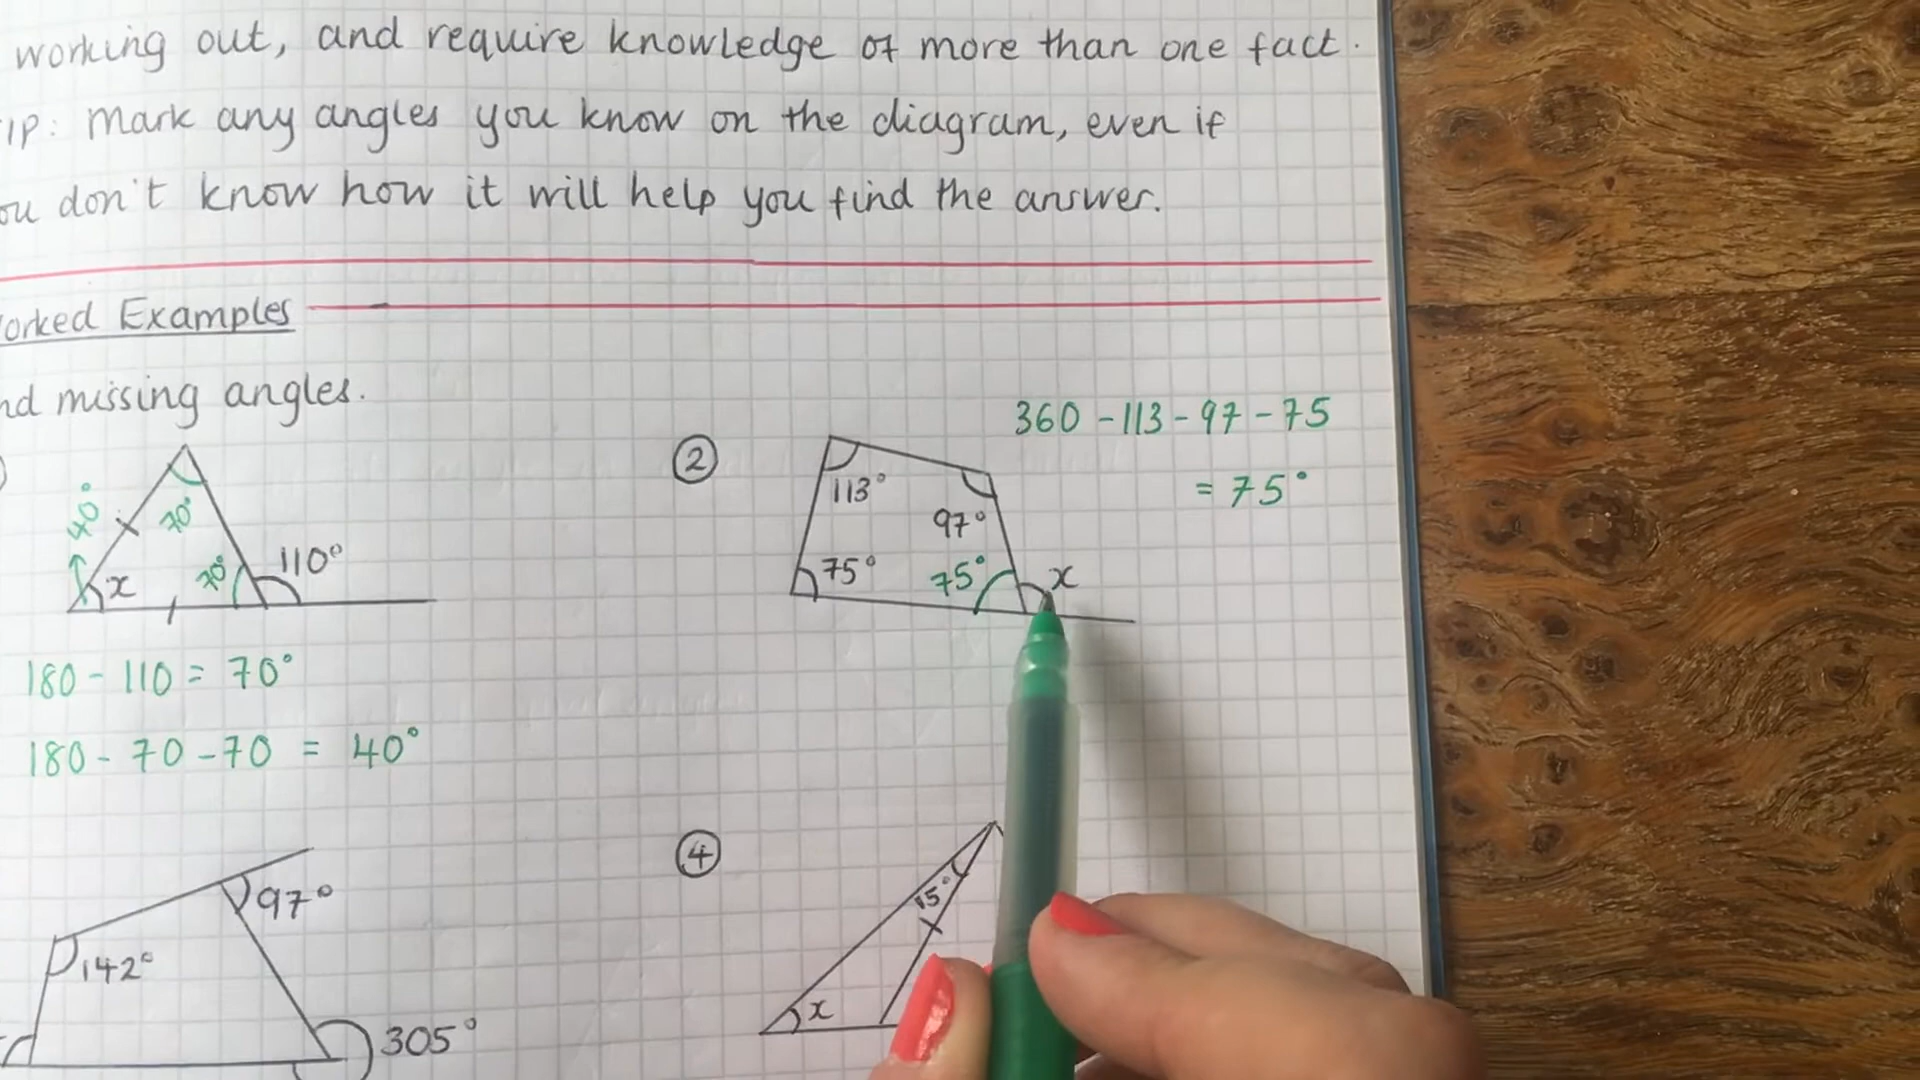 working out, and require knowledge of more than one fact.
mark any angles you know on the diagram, even if
don't know how it will help you find the answer.
Examples
missing angles.
40°
70°
x
70°
110°
180 - 110 = 70°
180 - 70 - 70 = 40°
②
113°
97°
75°
75°
x
360 - 113 - 97 - 75
= 75°
97°
142°
305°
④
15°
x